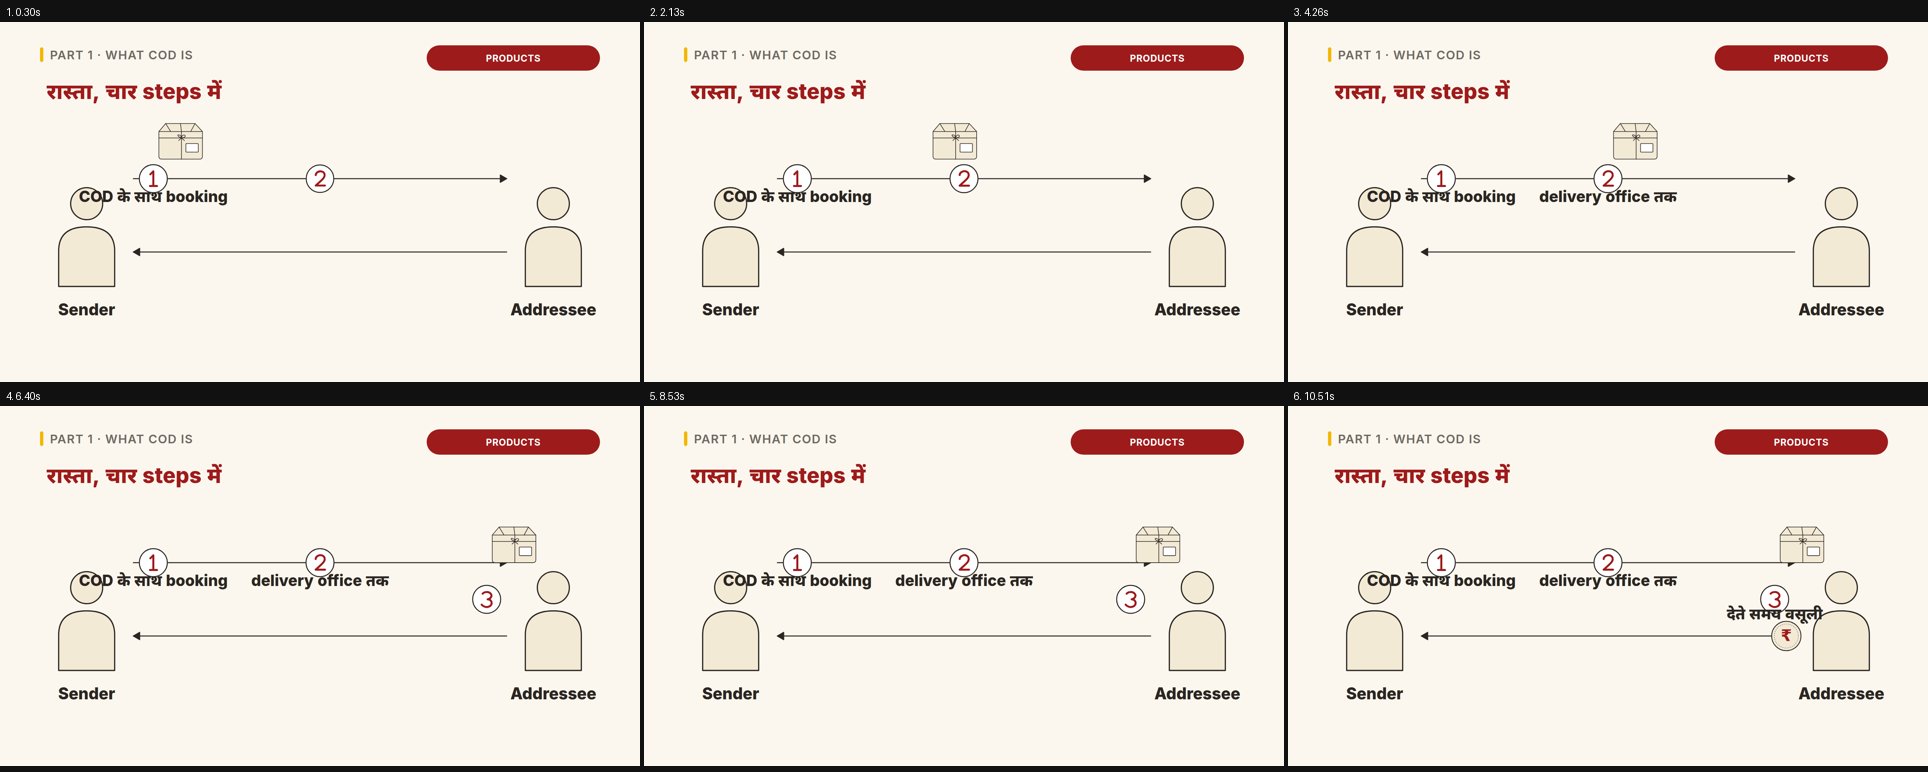 1. 0.30s
PART 1 · WHAT COD IS
PRODUCTS
रास्ता, चार steps में
1
2
COD के साथ booking
Sender
Addressee
2. 2.13s
PART 1 · WHAT COD IS
PRODUCTS
रास्ता, चार steps में
1
2
COD के साथ booking
Sender
Addressee
3. 4.26s
PART 1 · WHAT COD IS
PRODUCTS
रास्ता, चार steps में
1
2
COD के साथ booking
delivery office तक
Sender
Addressee
4. 6.40s
PART 1 · WHAT COD IS
PRODUCTS
रास्ता, चार steps में
1
2
COD के साथ booking
delivery office तक
3
Sender
Addressee
5. 8.53s
PART 1 · WHAT COD IS
PRODUCTS
रास्ता, चार steps में
1
2
COD के साथ booking
delivery office तक
3
Sender
Addressee
6. 10.51s
PART 1 · WHAT COD IS
PRODUCTS
रास्ता, चार steps में
1
2
COD के साथ booking
delivery office तक
3
देते समय वसूली
₹
Sender
Addressee